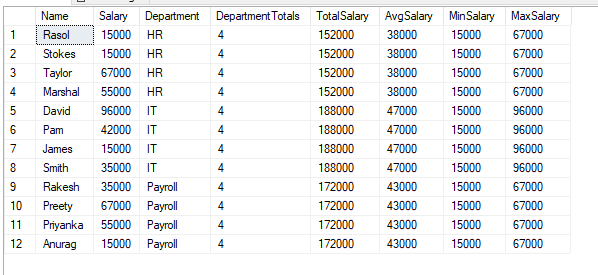 Name Salary Department DepartmentTotals TotalSalary AvgSalary MinSalary MaxSalary
1 Rasol 15000 HR 4 152000 38000 15000 67000
2 Stokes 15000 HR 4 152000 38000 15000 67000
3 Taylor 67000 HR 4 152000 38000 15000 67000
4 Marshal 55000 HR 4 152000 38000 15000 67000
5 David 96000 IT 4 188000 47000 15000 96000
6 Pam 42000 IT 4 188000 47000 15000 96000
7 James 15000 IT 4 188000 47000 15000 96000
8 Smith 35000 IT 4 188000 47000 15000 96000
9 Rakesh 35000 Payroll 4 172000 43000 15000 67000
10 Preety 67000 Payroll 4 172000 43000 15000 67000
11 Priyanka 55000 Payroll 4 172000 43000 15000 67000
12 Anurag 15000 Payroll 4 172000 43000 15000 67000